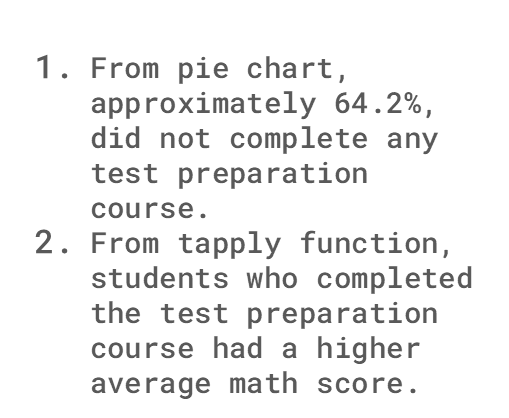 1. From pie chart,
approximately 64.2%,
did not complete any
test preparation
course.
2. From tapply function,
students who completed
the test preparation
course had a higher
average math score.